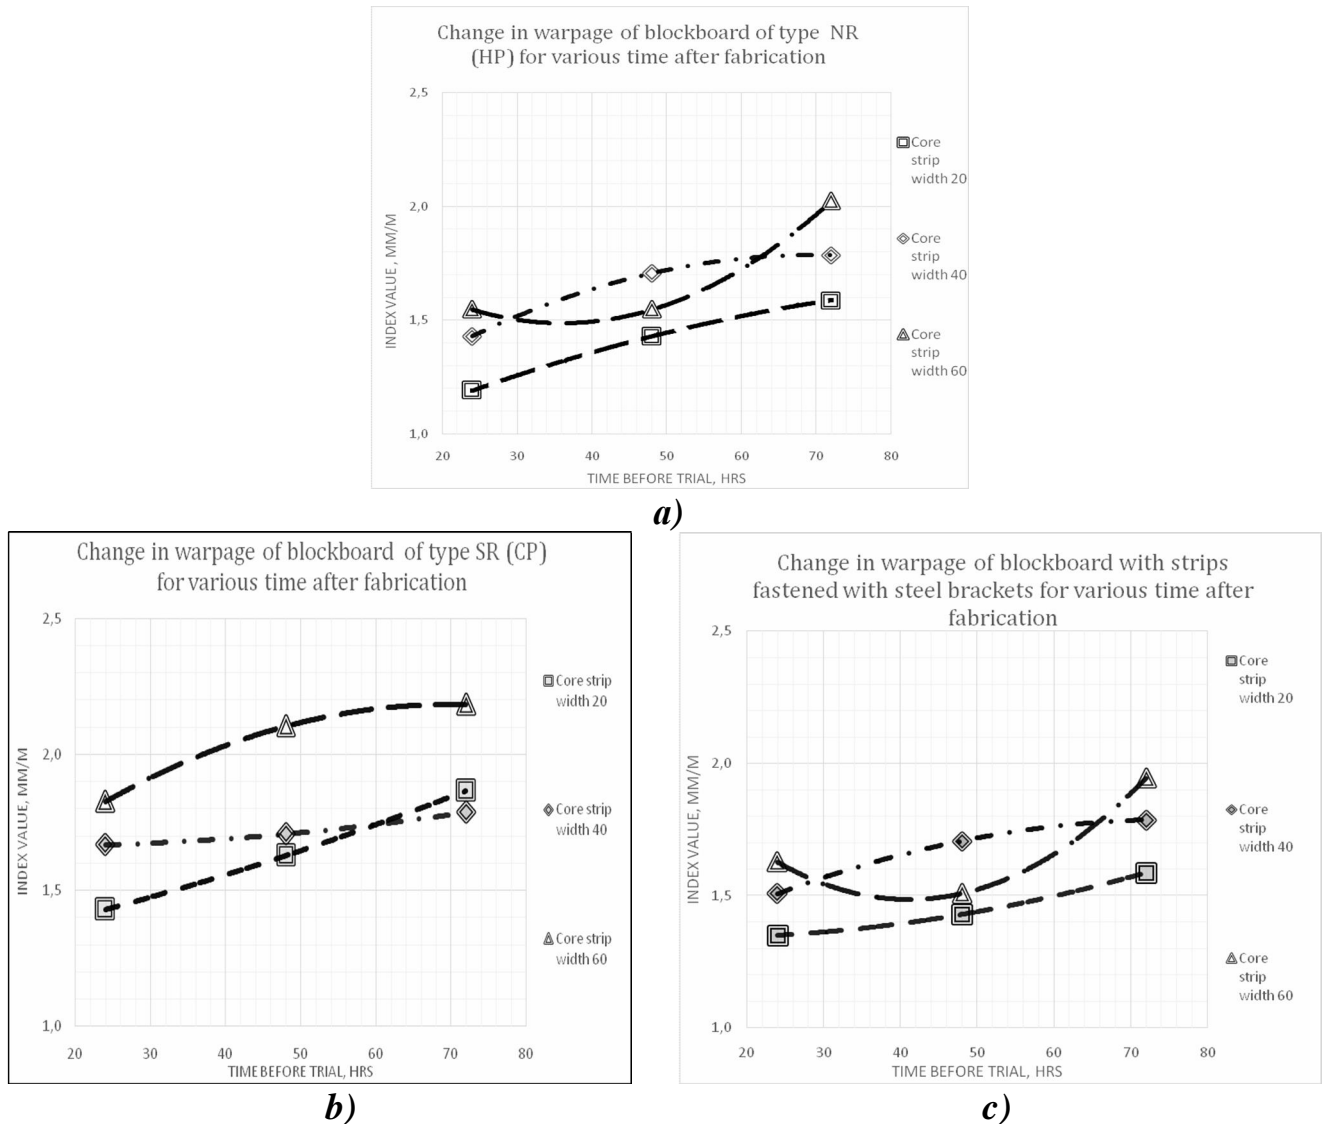 Change in warpage of blockboard of type NR
(HP) for various time after fabrication
2,5
2,0
1,5
1,0
INDEX VALUE, MM/M
20 30 40 50 60 70 80
TIME BEFORE TRIAL, HRS
Core
strip
width 20
Core
strip
width 40
Core
strip
width 60
a)
Change in warpage of blockboard of type SR (CP)
for various time after fabrication
2,5
2,0
1,5
1,0
INDEX VALUE, MM/M
20 30 40 50 60 70 80
TIME BEFORE TRIAL, HRS
Core strip
width 20
Core strip
width 40
Core strip
width 60
b)
Change in warpage of blockboard with strips
fastened with steel brackets for various time after
fabrication
2,5
2,0
1,5
1,0
INDEX VALUE, MM/M
20 30 40 50 60 70 80
TIME BEFORE TRIAL, HRS
Core
strip
width 20
Core
strip
width 40
Core
strip
width 60
c)